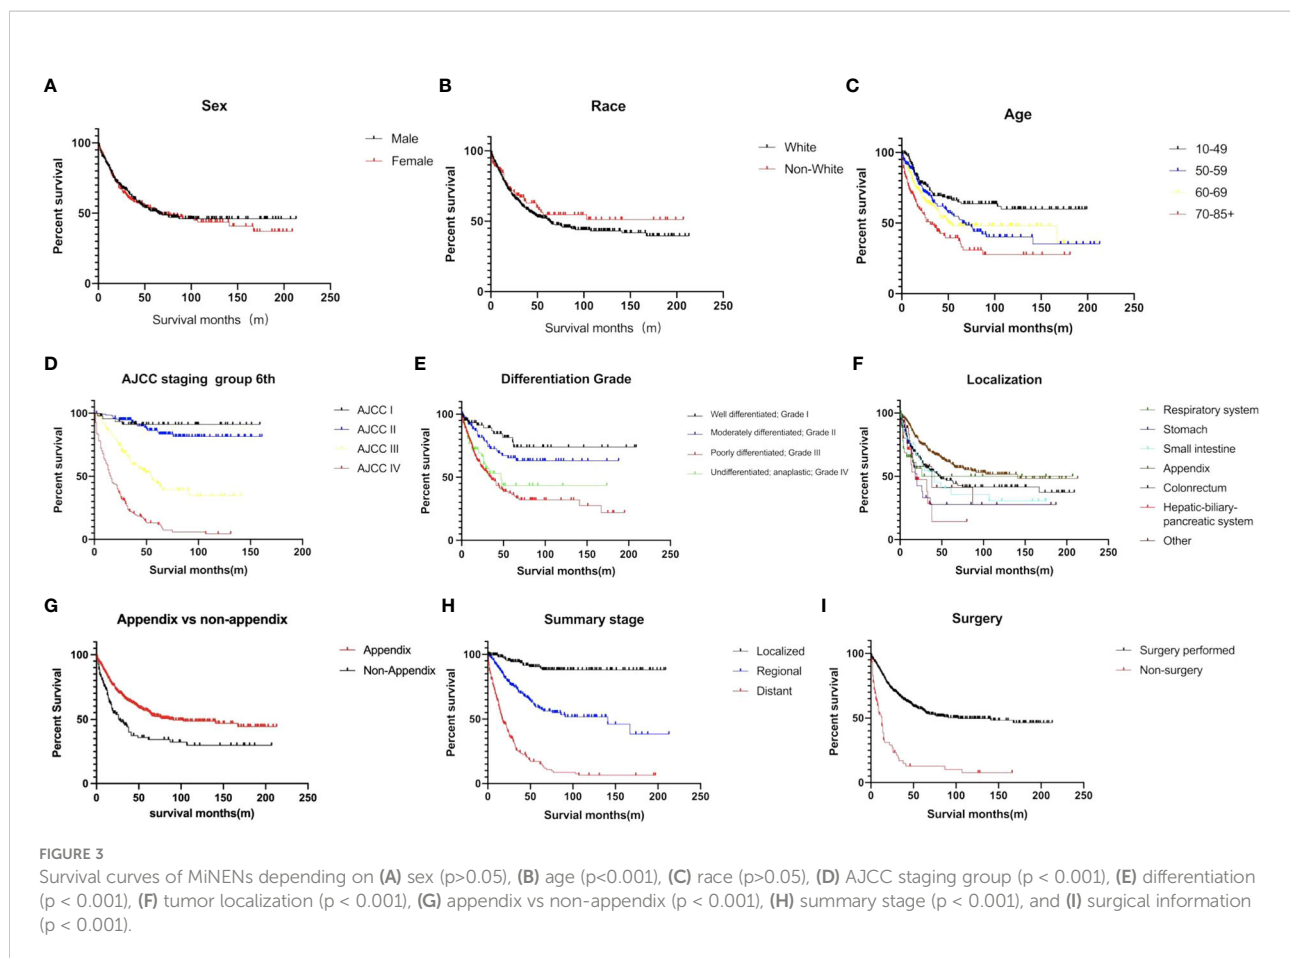 A
Sex
Percent survival
100
50
0
0 50 100 150 200 250
Survival months (m)
Male
Female
B
Race
Percent survival
100
50
0
0 50 100 150 200 250
Survival months (m)
White
Non-White
C
Age
Percent survival
100
50
0
0 50 100 150 200 250
Survial months(m)
10-49
50-59
60-69
70-85+
D
AJCC staging group 6th
Percent survival
100
50
0
0 50 100 150 200
Survial months(m)
AJCC I
AJCC II
AJCC III
AJCC IV
E
Differentiation Grade
Percent survival
100
50
0
0 50 100 150 200 250
Survial months(m)
Well differentiated; Grade I
Moderately differentiated; Grade II
Poorly differentiated; Grade III
Undifferentiated; anaplastic; Grade IV
F
Localization
Percent survival
100
50
0
0 50 100 150 200 250
Survial months(m)
Respiratory system
Stomach
Small intestine
Appendix
Colonrectum
Hepatic-biliary-
pancreatic system
Other
G
Appendix vs non-appendix
Percent Survival
100
50
0
0 50 100 150 200 250
survival months(m)
Appendix
Non-Appendix
H
Summary stage
Percent survival
100
50
0
0 50 100 150 200 250
Survial months(m)
Localized
Regional
Distant
I
Surgery
Percent survival
100
50
0
0 50 100 150 200 250
Survial months(m)
Surgery performed
Non-surgery
FIGURE 3
Survival curves of MiNENs depending on (A) sex (p>0.05), (B) age (p<0.001), (C) race (p>0.05), (D) AJCC staging group (p < 0.001), (E) differentiation
(p < 0.001), (F) tumor localization (p < 0.001), (G) appendix vs non-appendix (p < 0.001), (H) summary stage (p < 0.001), and (I) surgical information
(p < 0.001).